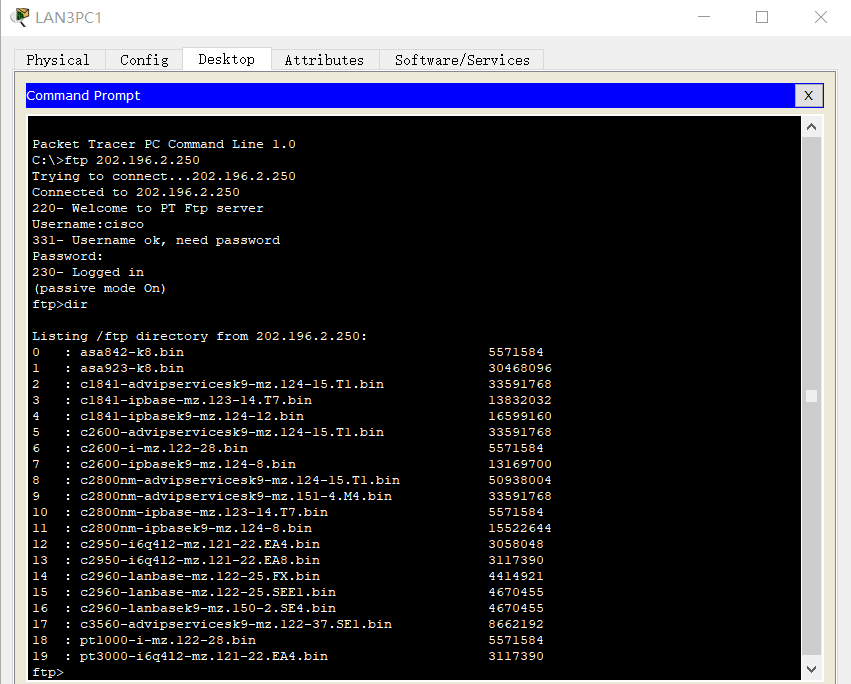 LAN3PC1
Physical Config Desktop Attributes Software/Services
Command Prompt X
Packet Tracer PC Command Line 1.0
C:\>ftp 202.196.2.250
Trying to connect...202.196.2.250
Connected to 202.196.2.250
220- Welcome to PT Ftp server
Username:cisco
331- Username ok, need password
Password:
230- Logged in
(passive mode On)
ftp>dir
Listing /ftp directory from 202.196.2.250:
0 : asa842-k8.bin 5571584
1 : asa923-k8.bin 30468096
2 : c1841-advipservicesk9-mz.124-15.T1.bin 33591768
3 : c1841-ipbase-mz.123-14.T7.bin 13832032
4 : c1841-ipbasek9-mz.124-12.bin 16599160
5 : c2600-advipservicesk9-mz.124-15.T1.bin 33591768
6 : c2600-i-mz.122-28.bin 5571584
7 : c2600-ipbasek9-mz.124-8.bin 13169700
8 : c2800nm-advipservicesk9-mz.124-15.T1.bin 50938004
9 : c2800nm-advipservicesk9-mz.151-4.M4.bin 33591768
10 : c2800nm-ipbase-mz.123-14.T7.bin 5571584
11 : c2800nm-ipbasek9-mz.124-8.bin 15522644
12 : c2950-i6q4l2-mz.121-22.EA4.bin 3058048
13 : c2950-i6q4l2-mz.121-22.EA8.bin 3117390
14 : c2960-lanbase-mz.122-25.FX.bin 4414921
15 : c2960-lanbase-mz.122-25.SEE1.bin 4670455
16 : c2960-lanbasek9-mz.150-2.SE4.bin 4670455
17 : c3560-advipservicesk9-mz.122-37.SE1.bin 8662192
18 : pt1000-i-mz.122-28.bin 5571584
19 : pt3000-i6q4l2-mz.121-22.EA4.bin 3117390
ftp>